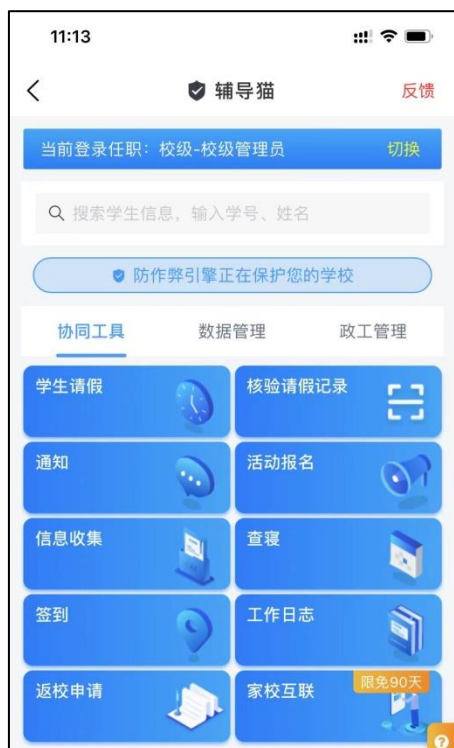 11:13
辅导猫
反馈
当前登录任职：校级-校级管理员
切换
搜索学生信息，输入学号、姓名
防作弊引擎正在保护您的学校
协同工具
数据管理
政工管理
学生请假
核验请假记录
通知
活动报名
信息收集
查寝
签到
工作日志
返校申请
家校互联
限免90天
?